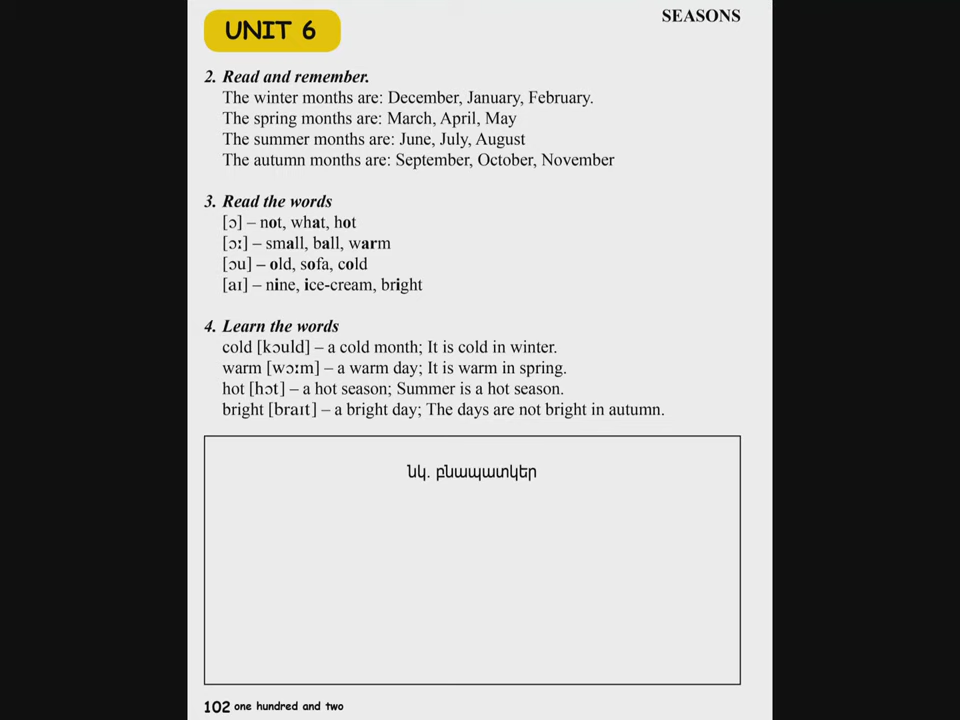 UNIT 6
SEASONS
2. Read and remember.
The winter months are: December, January, February.
The spring months are: March, April, May
The summer months are: June, July, August
The autumn months are: September, October, November
3. Read the words
[ɔ] – not, what, hot
[ɔː] – small, ball, warm
[ɔu] – old, sofa, cold
[aɪ] – nine, ice-cream, bright
4. Learn the words
cold [kɔuld] – a cold month; It is cold in winter.
warm [wɔːm] – a warm day; It is warm in spring.
hot [hɔt] – a hot season; Summer is a hot season.
bright [braɪt] – a bright day; The days are not bright in autumn.
նկ. բնապատկեր
102 one hundred and two